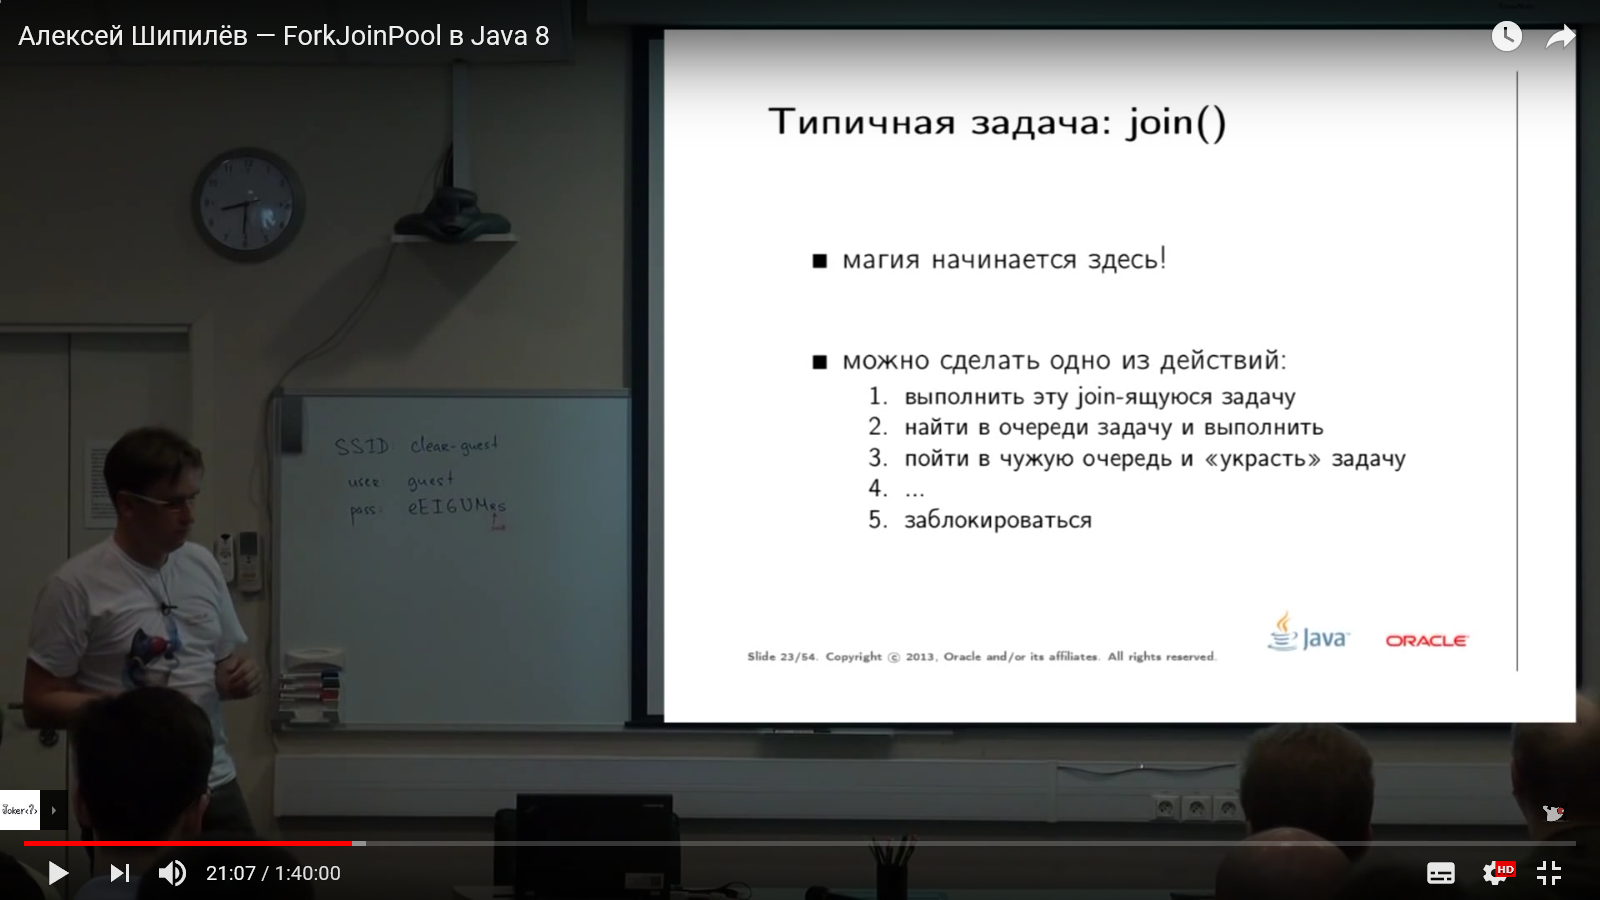 Алексей Шипилёв — ForkJoinPool в Java 8
Типичная задача: join()
магия начинается здесь!
можно сделать одно из действий:
1. выполнить эту join-ящуюся задачу
2. найти в очереди задачу и выполнить
3. пойти в чужую очередь и «украсть» задачу
4. ...
5. заблокироваться
Java
ORACLE
Slide 23/54. Copyright © 2013, Oracle and/or its affiliates. All rights reserved.
SSID: clear-guest
user: guest
pass:
Joker<?>
21:07 / 1:40:00
HD